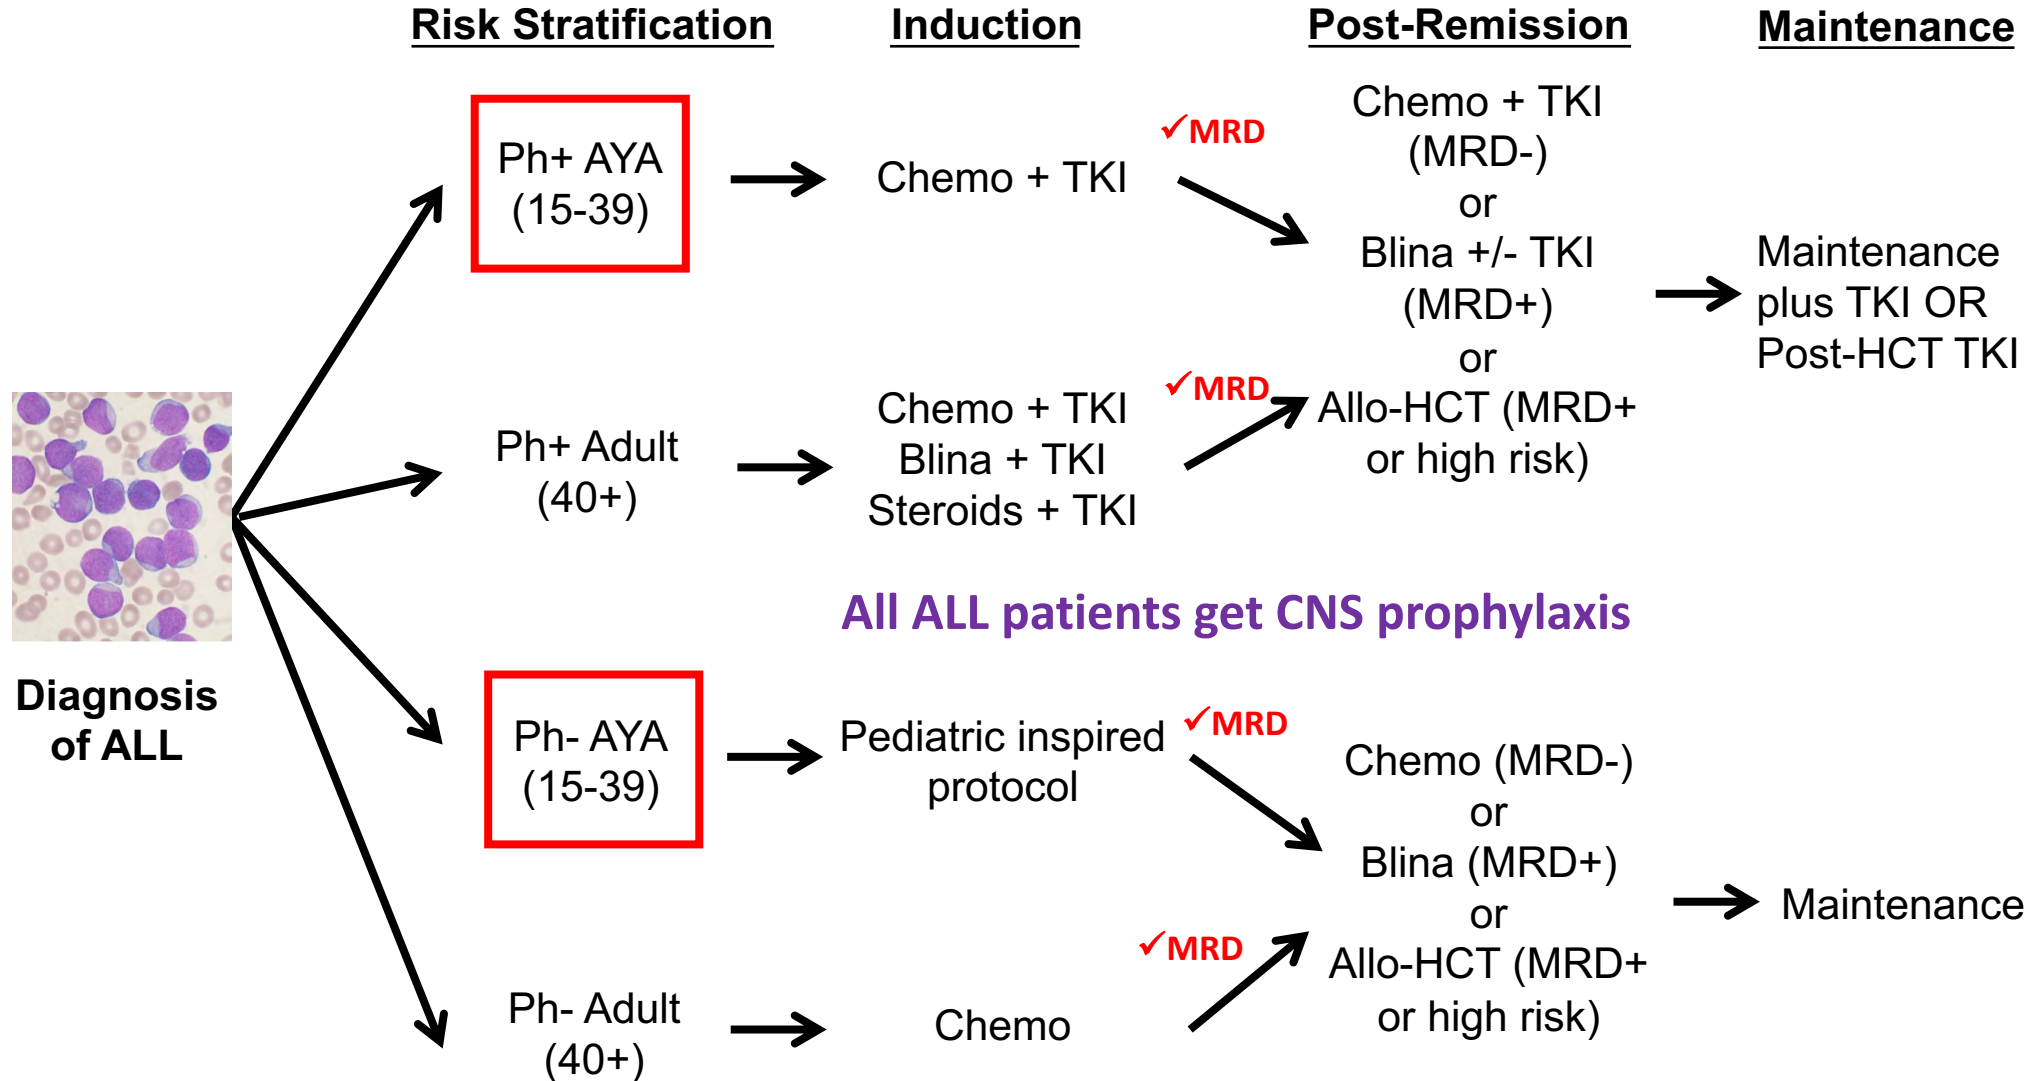 Risk Stratification
Induction
Post-Remission
Maintenance
Ph+ AYA
(15-39)
Chemo + TKI
✓MRD
Chemo + TKI
(MRD-)
or
Blina +/- TKI
(MRD+)
or
Allo-HCT (MRD+
or high risk)
Maintenance
plus TKI OR
Post-HCT TKI
Ph+ Adult
(40+)
Chemo + TKI
Blina + TKI
Steroids + TKI
✓MRD
All ALL patients get CNS prophylaxis
Diagnosis
of ALL
Ph- AYA
(15-39)
Pediatric inspired
protocol
✓MRD
Chemo (MRD-)
or
Blina (MRD+)
or
Allo-HCT (MRD+
or high risk)
Maintenance
✓MRD
Ph- Adult
(40+)
Chemo